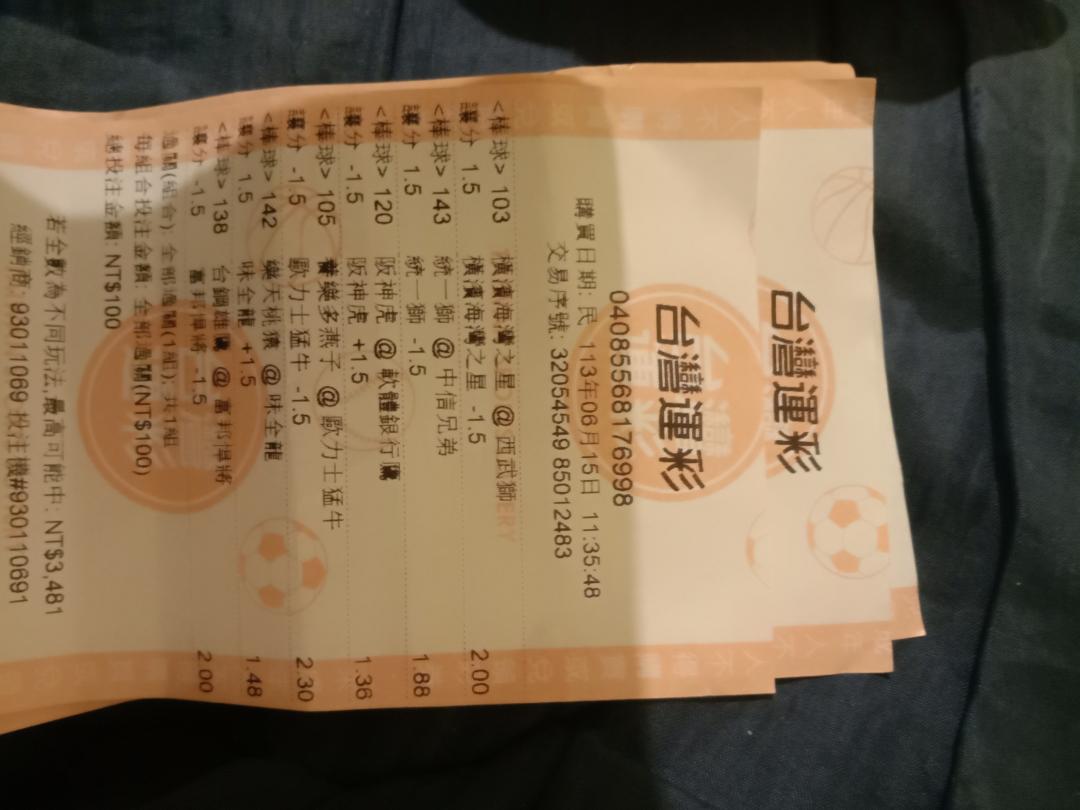 台灣運彩
台灣運彩
040855681776998
購買日期: 民 113年06月15日 11:35:48
交易序號: 32054549 85012483
<棒球> 103 橫濱海灣之星 @ 西武獅
讓分 1.5 橫濱海灣之星 -1.5 2.00
<棒球> 143 統一獅 @ 中信兄弟
讓分 1.5 統一獅 -1.5 1.88
<棒球> 120 阪神虎 @ 軟體銀行鷹
讓分 -1.5 阪神虎 +1.5 1.36
<棒球> 105 養樂多燕子 @ 歐力士猛牛
讓分 -1.5 歐力士猛牛 -1.5 2.30
<棒球> 142 樂天桃猿 @ 味全龍
讓分 1.5 味全龍 +1.5 1.48
<棒球> 138 台鋼雄鷹 @ 富邦悍將
讓分 -1.5 富邦悍將 -1.5 2.00
過關(組合): 全部過關(1組); 共1組
每組合投注金額: 全部過關(NT$100)
總投注金額: NT$100
若全數為不同玩法,最高可能中: NT$3,481
經銷商: 93011069 投注機#930110691